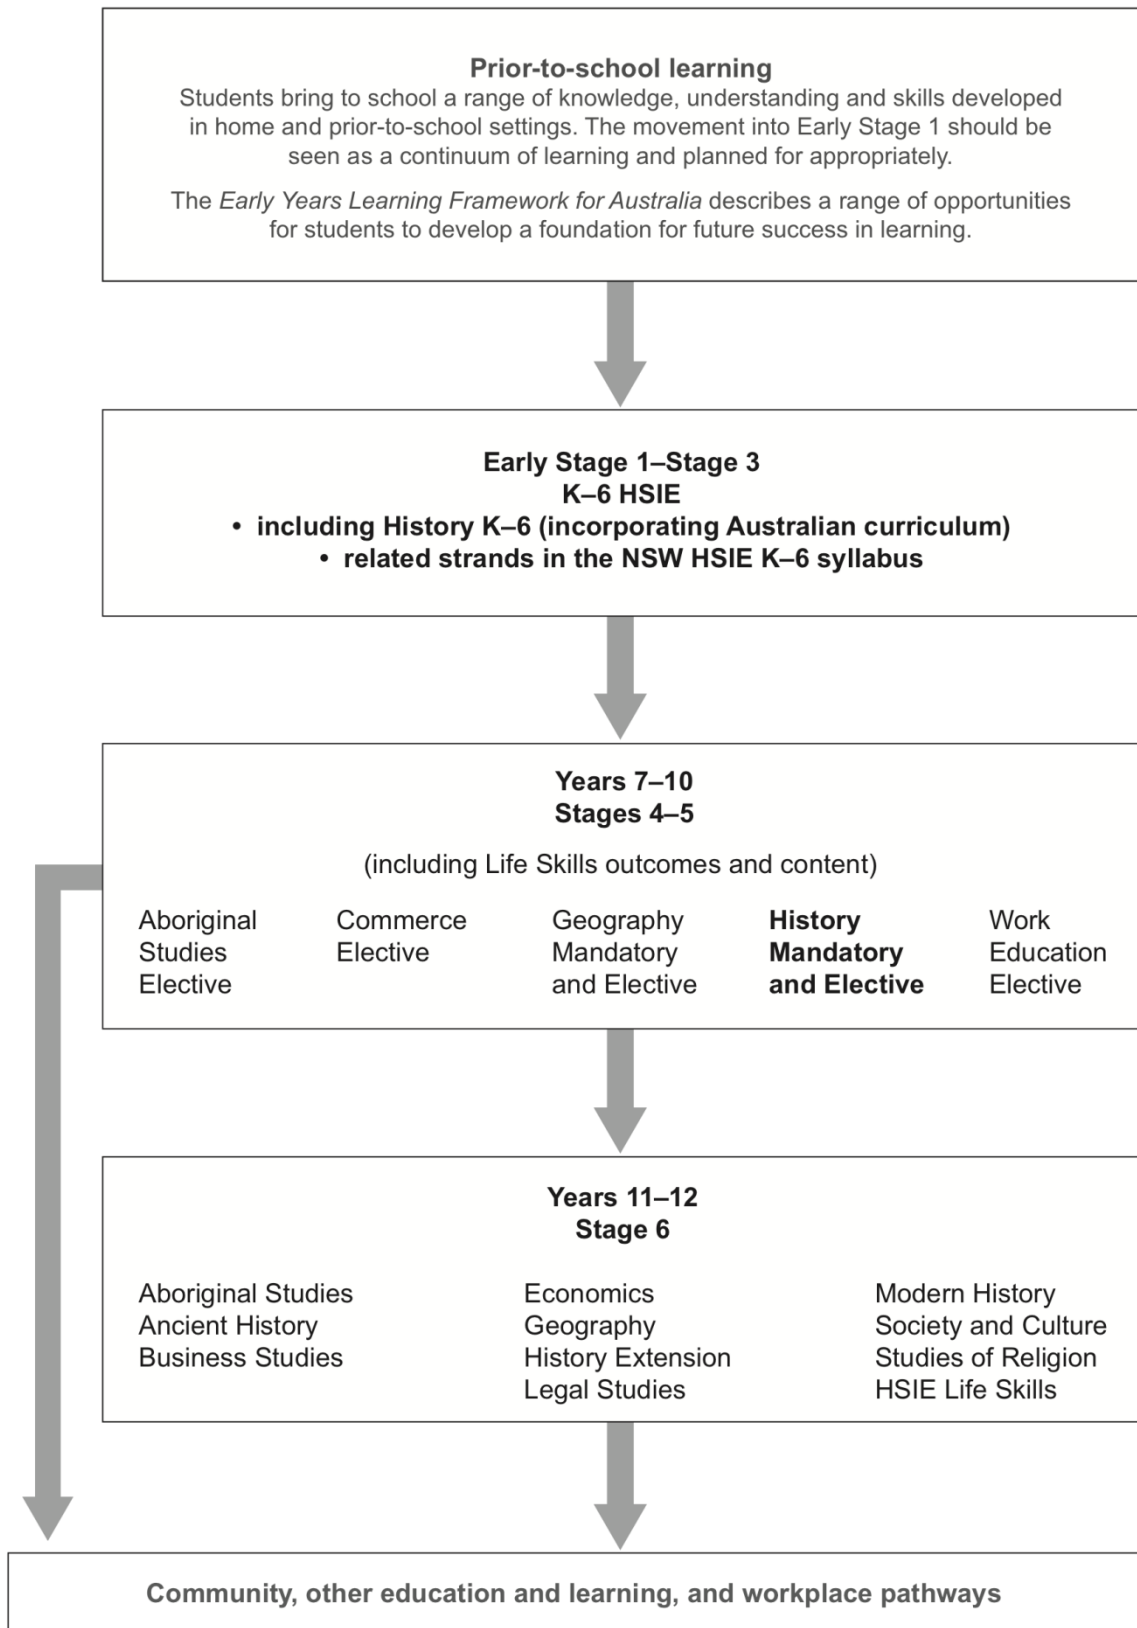 Prior-to-school learning
Students bring to school a range of knowledge, understanding and skills developed
in home and prior-to-school settings. The movement into Early Stage 1 should be
seen as a continuum of learning and planned for appropriately.
The Early Years Learning Framework for Australia describes a range of opportunities
for students to develop a foundation for future success in learning.
Early Stage 1–Stage 3
K–6 HSIE
• including History K–6 (incorporating Australian curriculum)
• related strands in the NSW HSIE K–6 syllabus
Years 7–10
Stages 4–5
(including Life Skills outcomes and content)
Aboriginal
Studies
Elective
Commerce
Elective
Geography
Mandatory
and Elective
History
Mandatory
and Elective
Work
Education
Elective
Years 11–12
Stage 6
Aboriginal Studies
Ancient History
Business Studies
Economics
Geography
History Extension
Legal Studies
Modern History
Society and Culture
Studies of Religion
HSIE Life Skills
Community, other education and learning, and workplace pathways